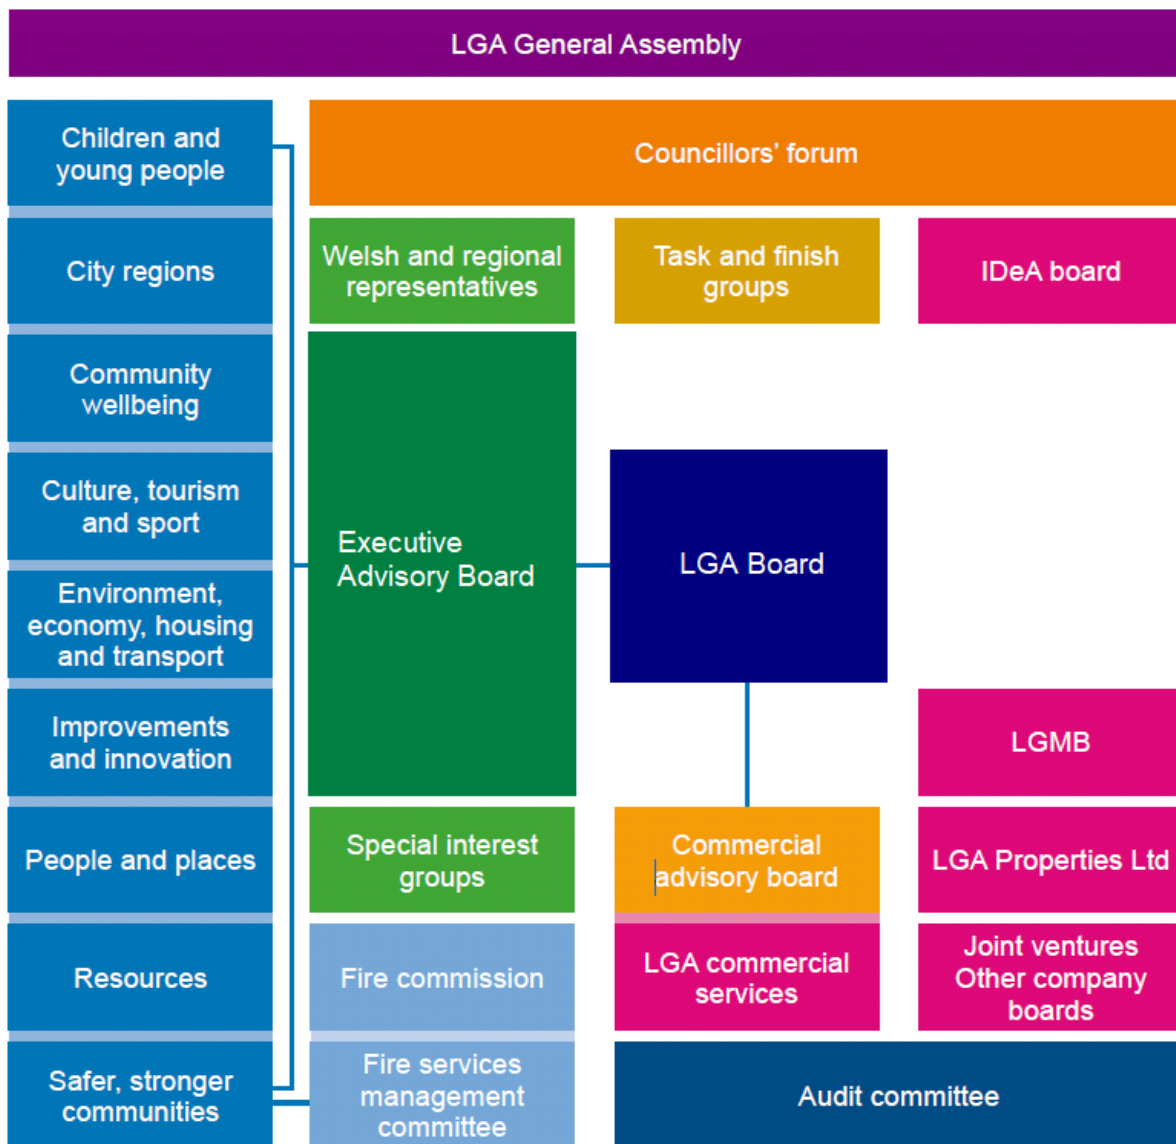 LGA General Assembly
Children and
young people
Councillors’ forum
City regions
Welsh and regional
representatives
Task and finish
groups
IDeA board
Community
wellbeing
Culture, tourism
and sport
Executive
Advisory Board
LGA Board
Environment,
economy, housing
and transport
Improvements
and innovation
LGMB
People and places
Special interest
groups
Commercial
advisory board
LGA Properties Ltd
Resources
Fire commission
LGA commercial
services
Joint ventures
Other company
boards
Safer, stronger
communities
Fire services
management
committee
Audit committee